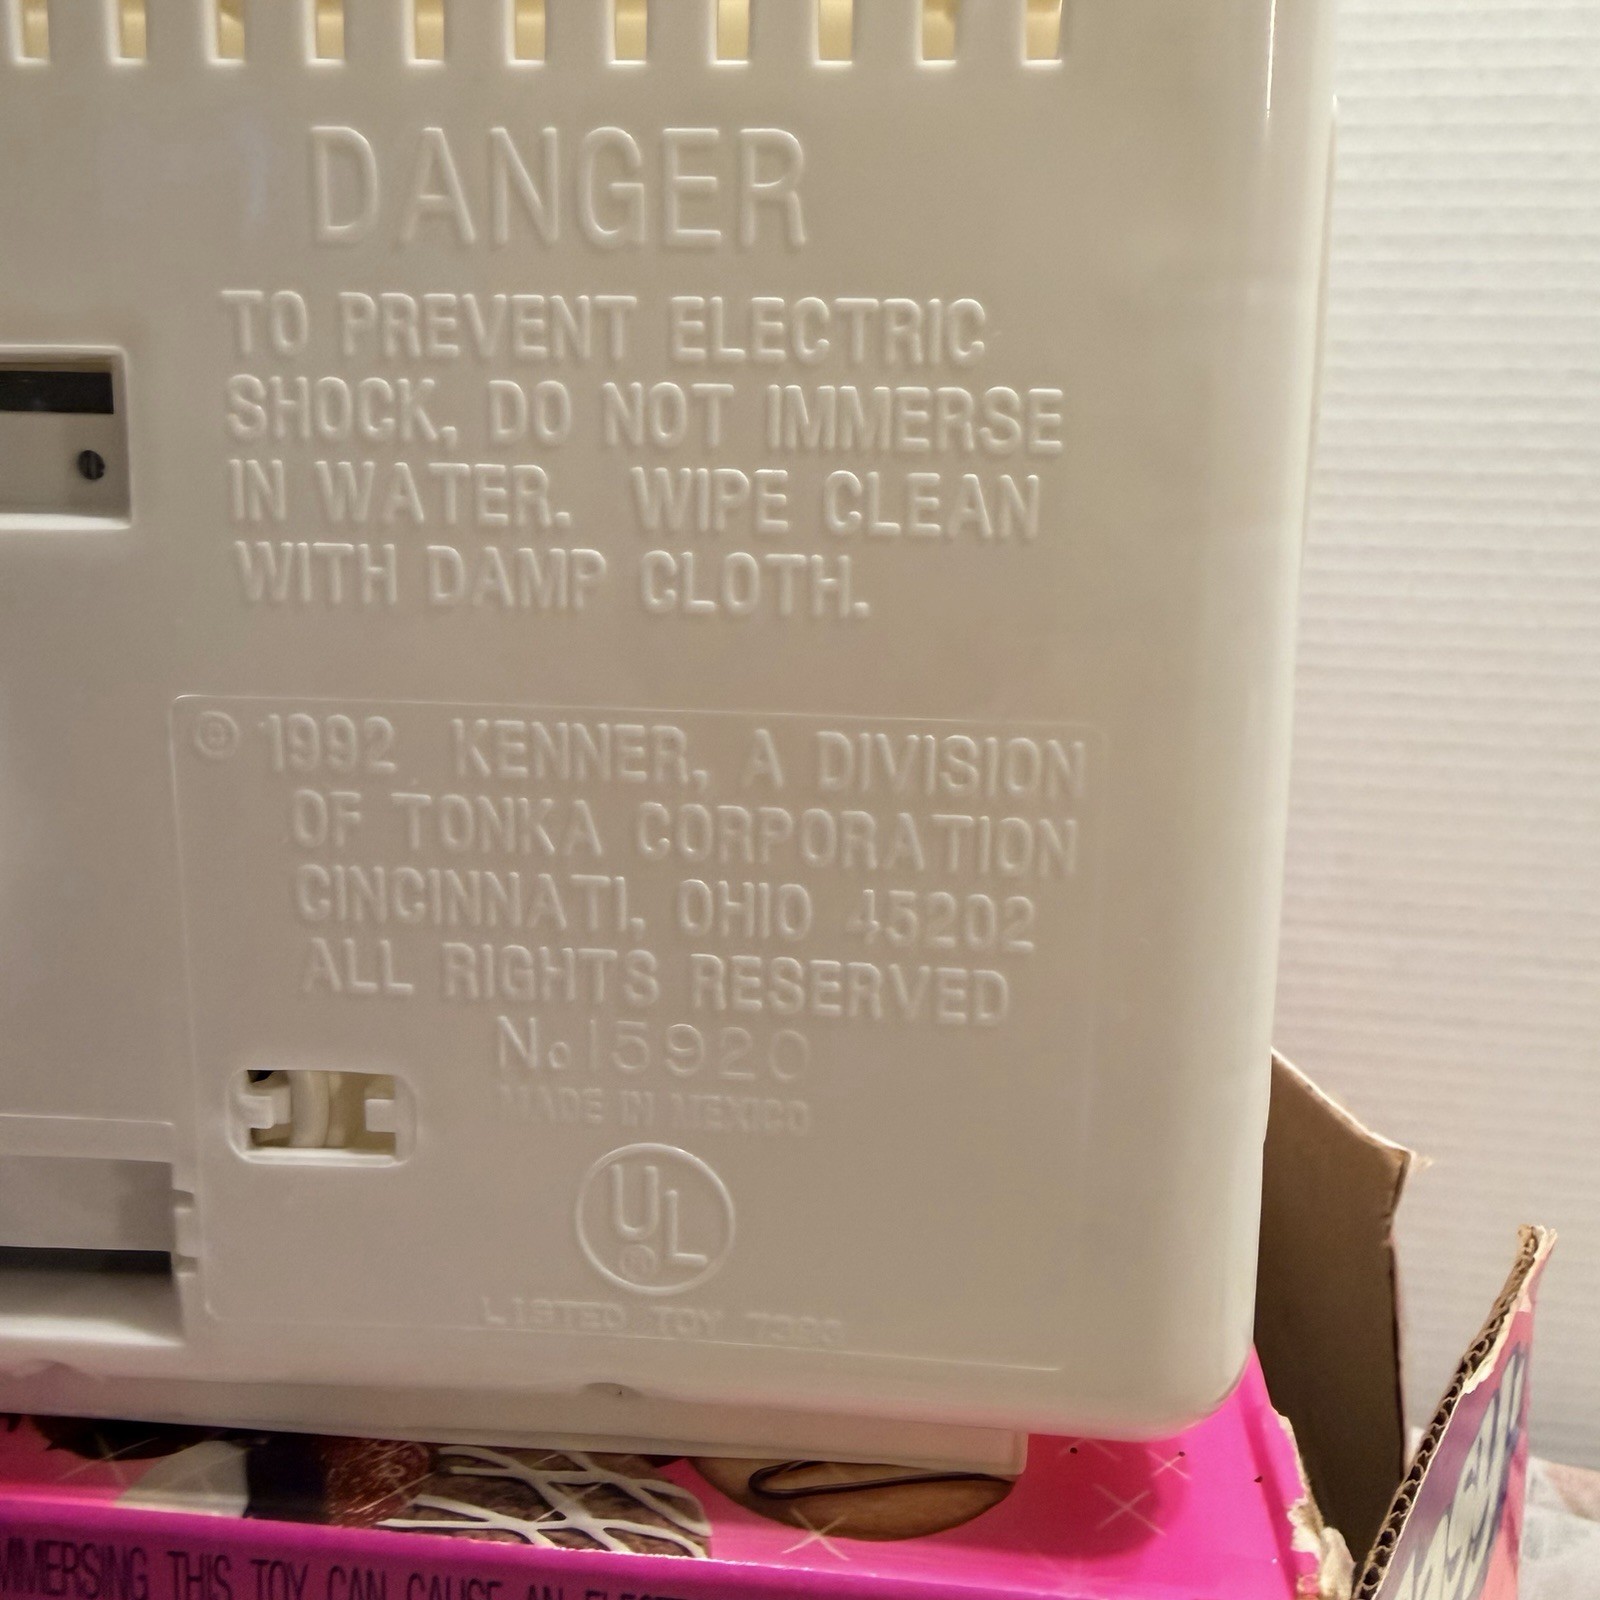 DANGER
TO PREVENT ELECTRIC
SHOCK, DO NOT IMMERSE
IN WATER. WIPE CLEAN
WITH DAMP CLOTH.
© 1992 KENNER, A DIVISION
OF TONKA CORPORATION
CINCINNATI, OHIO 45202
ALL RIGHTS RESERVED
No 15920
MADE IN MEXICO
UL
LISTED TOY
THIS TOY CAN CAUSE AN